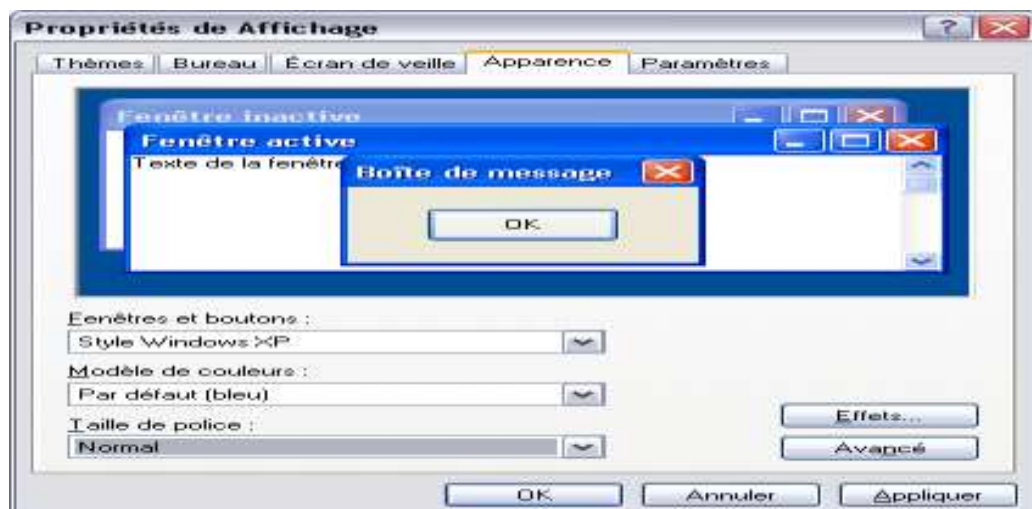 Propriétés de Affichage
Thèmes Bureau Écran de veille Apparence Paramètres
Fenêtre inactive
Fenêtre active
Texte de la fenêtre
Boîte de message
OK
Fenêtres et boutons :
Style Windows XP
Modèle de couleurs :
Par défaut (bleu)
Taille de police :
Normal
Effets...
Avancé
OK Annuler Appliquer